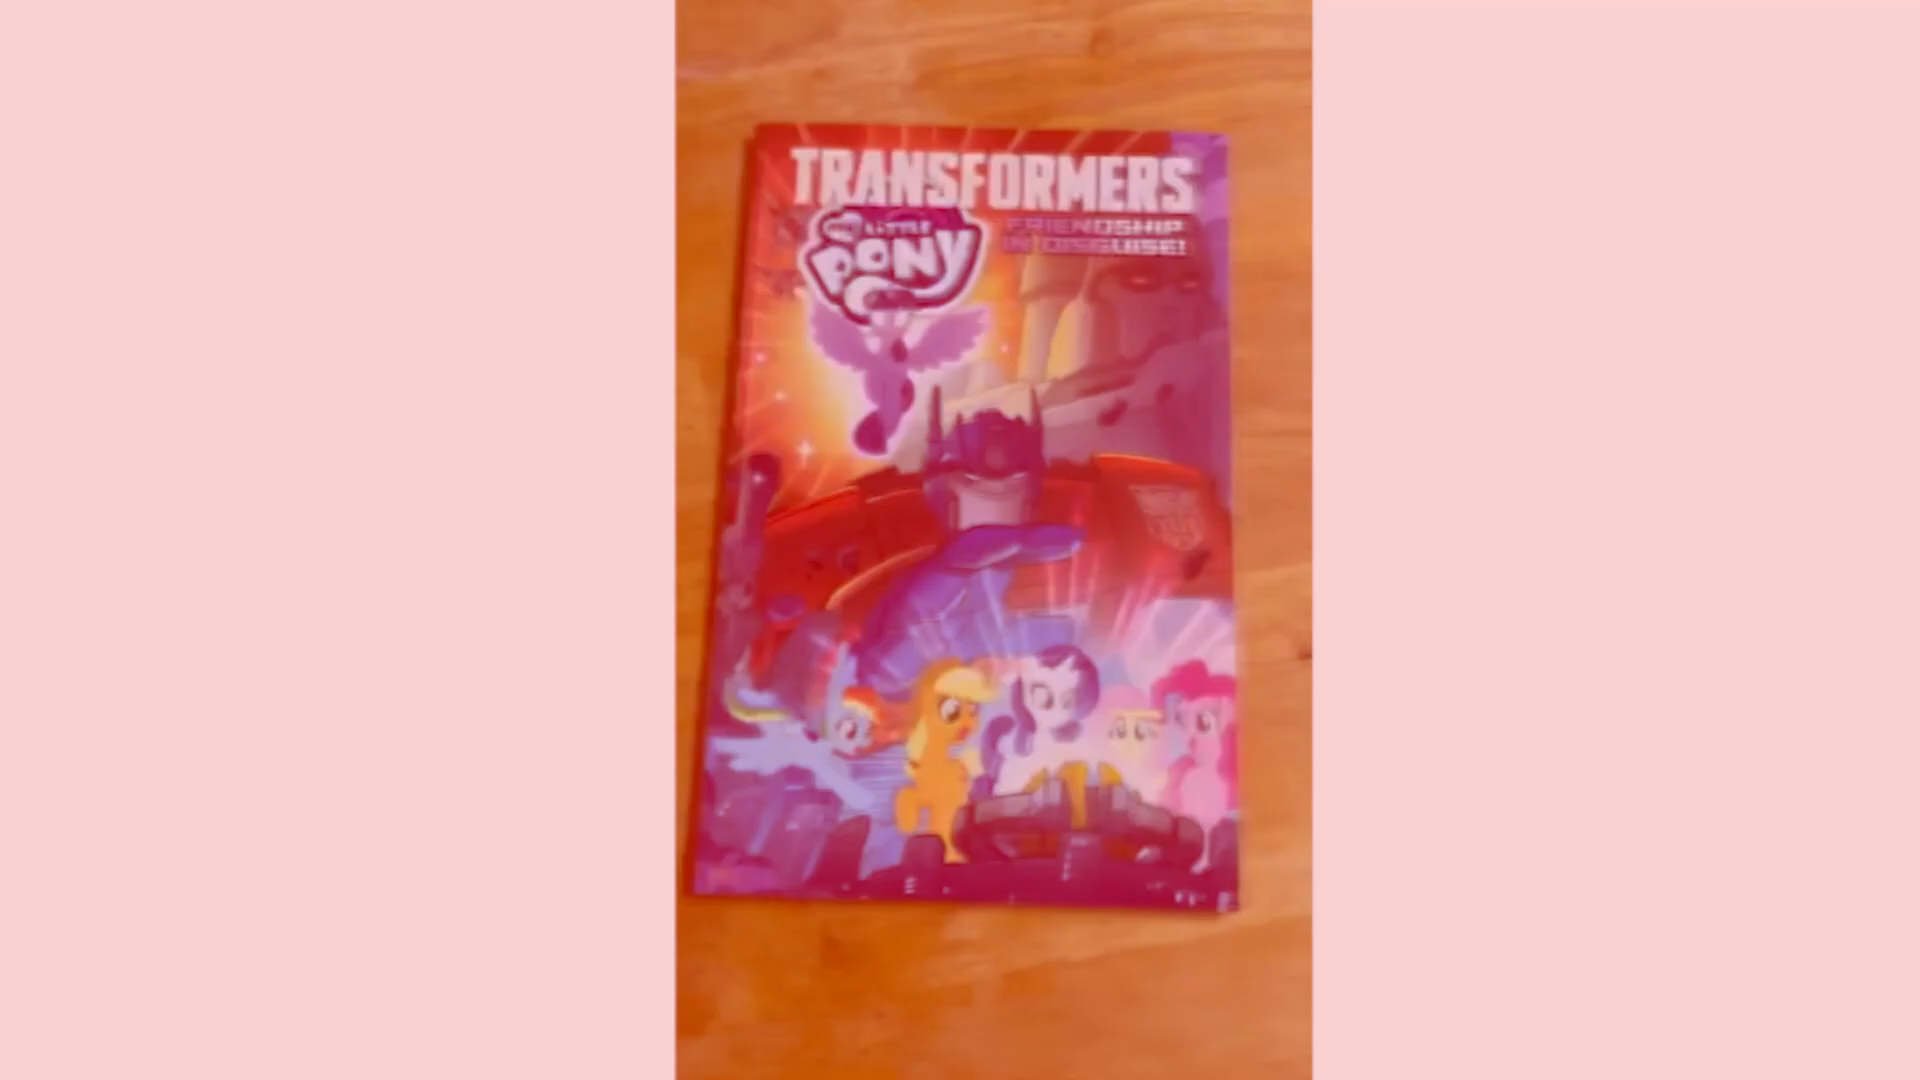 TRANSFORMERS
MY LITTLE
PONY
FRIENDSHIP
IN DISGUISE!